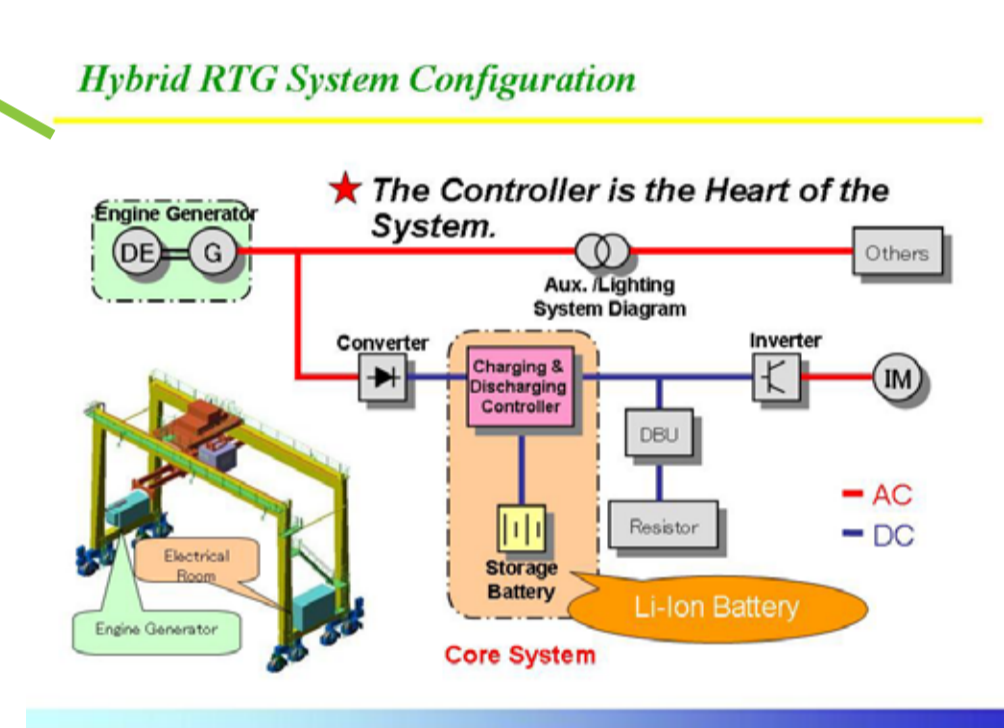 Hybrid RTG System Configuration
★ The Controller is the Heart of the
System.
Engine Generator
DE
G
Others
Aux. /Lighting
System Diagram
Converter
Inverter
Charging &
Discharging
Controller
IM
DBU
AC
DC
Resistor
Electrical
Room
Storage
Battery
Li-Ion Battery
Engine Generator
Core System